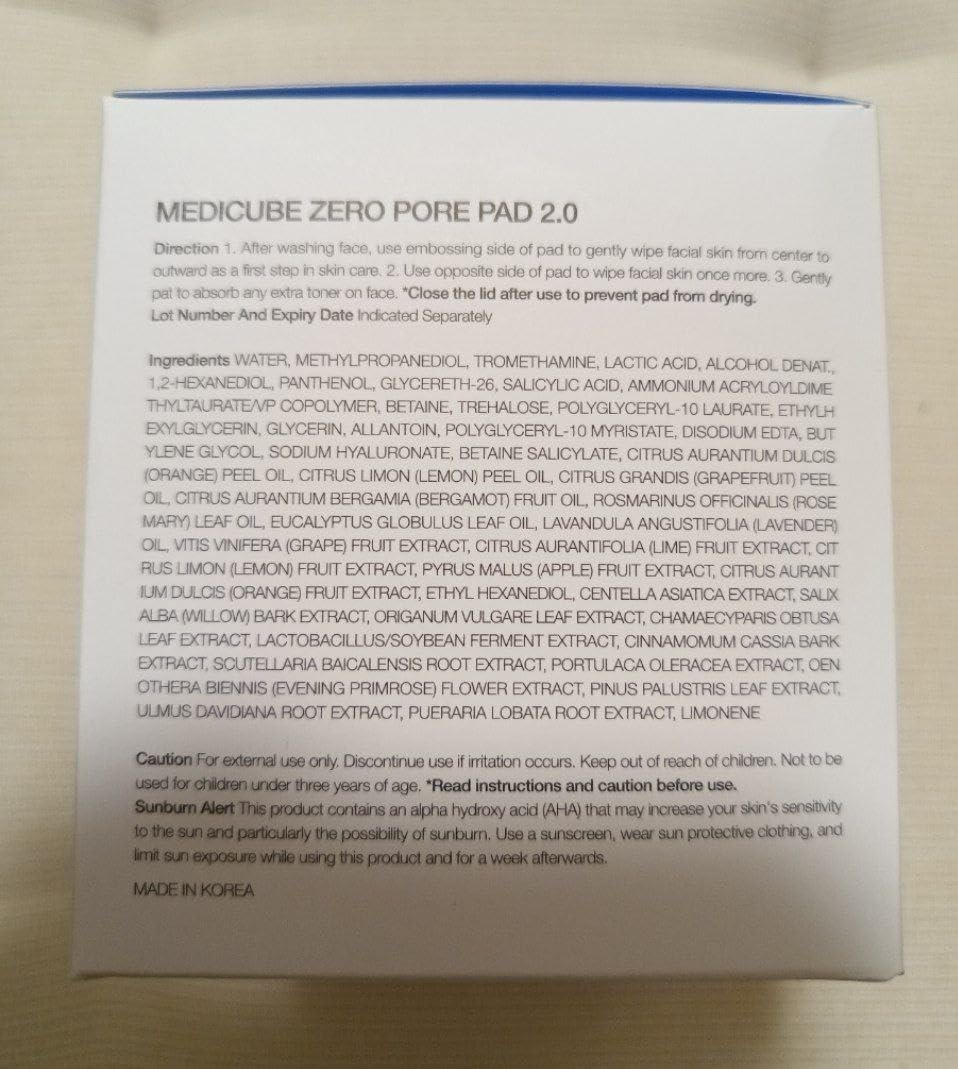 MEDICUBE ZERO PORE PAD 2.0
Direction 1. After washing face, use embossing side of pad to gently wipe facial skin from center to
outward as a first step in skin care. 2. Use opposite side of pad to wipe facial skin once more. 3. Gently
pat to absorb any extra toner on face. *Close the lid after use to prevent pad from drying.
Lot Number And Expiry Date Indicated Separately
Ingredients WATER, METHYLPROPANEDIOL, TROMETHAMINE, LACTIC ACID, ALCOHOL DENAT.,
1,2-HEXANEDIOL, PANTHENOL, GLYCERETH-26, SALICYLIC ACID, AMMONIUM ACRYLOYLDIME
THYLTAURATE/VP COPOLYMER, BETAINE, TREHALOSE, POLYGLYCERYL-10 LAURATE, ETHYLH
EXYLGLYCERIN, GLYCERIN, ALLANTOIN, POLYGLYCERYL-10 MYRISTATE, DISODIUM EDTA, BUT
YLENE GLYCOL, SODIUM HYALURONATE, BETAINE SALICYLATE, CITRUS AURANTIUM DULCIS
(ORANGE) PEEL OIL, CITRUS LIMON (LEMON) PEEL OIL, CITRUS GRANDIS (GRAPEFRUIT) PEEL
OIL, CITRUS AURANTIUM BERGAMIA (BERGAMOT) FRUIT OIL, ROSMARINUS OFFICINALIS (ROSE
MARY) LEAF OIL, EUCALYPTUS GLOBULUS LEAF OIL, LAVANDULA ANGUSTIFOLIA (LAVENDER)
OIL, VITIS VINIFERA (GRAPE) FRUIT EXTRACT, CITRUS AURANTIFOLIA (LIME) FRUIT EXTRACT, CIT
RUS LIMON (LEMON) FRUIT EXTRACT, PYRUS MALUS (APPLE) FRUIT EXTRACT, CITRUS AURANT
IUM DULCIS (ORANGE) FRUIT EXTRACT, ETHYL HEXANEDIOL, CENTELLA ASIATICA EXTRACT, SALIX
ALBA (WILLOW) BARK EXTRACT, ORIGANUM VULGARE LEAF EXTRACT, CHAMAECYPARIS OBTUSA
LEAF EXTRACT, LACTOBACILLUS/SOYBEAN FERMENT EXTRACT, CINNAMOMUM CASSIA BARK
EXTRACT, SCUTELLARIA BAICALENSIS ROOT EXTRACT, PORTULACA OLERACEA EXTRACT, OEN
OTHERA BIENNIS (EVENING PRIMROSE) FLOWER EXTRACT, PINUS PALUSTRIS LEAF EXTRACT,
ULMUS DAVIDIANA ROOT EXTRACT, PUERARIA LOBATA ROOT EXTRACT, LIMONENE
Caution For external use only. Discontinue use if irritation occurs. Keep out of reach of children. Not to be
used for children under three years of age. *Read instructions and caution before use.
Sunburn Alert This product contains an alpha hydroxy acid (AHA) that may increase your skin's sensitivity
to the sun and particularly the possibility of sunburn. Use a sunscreen, wear sun protective clothing, and
limit sun exposure while using this product and for a week afterwards.
MADE IN KOREA